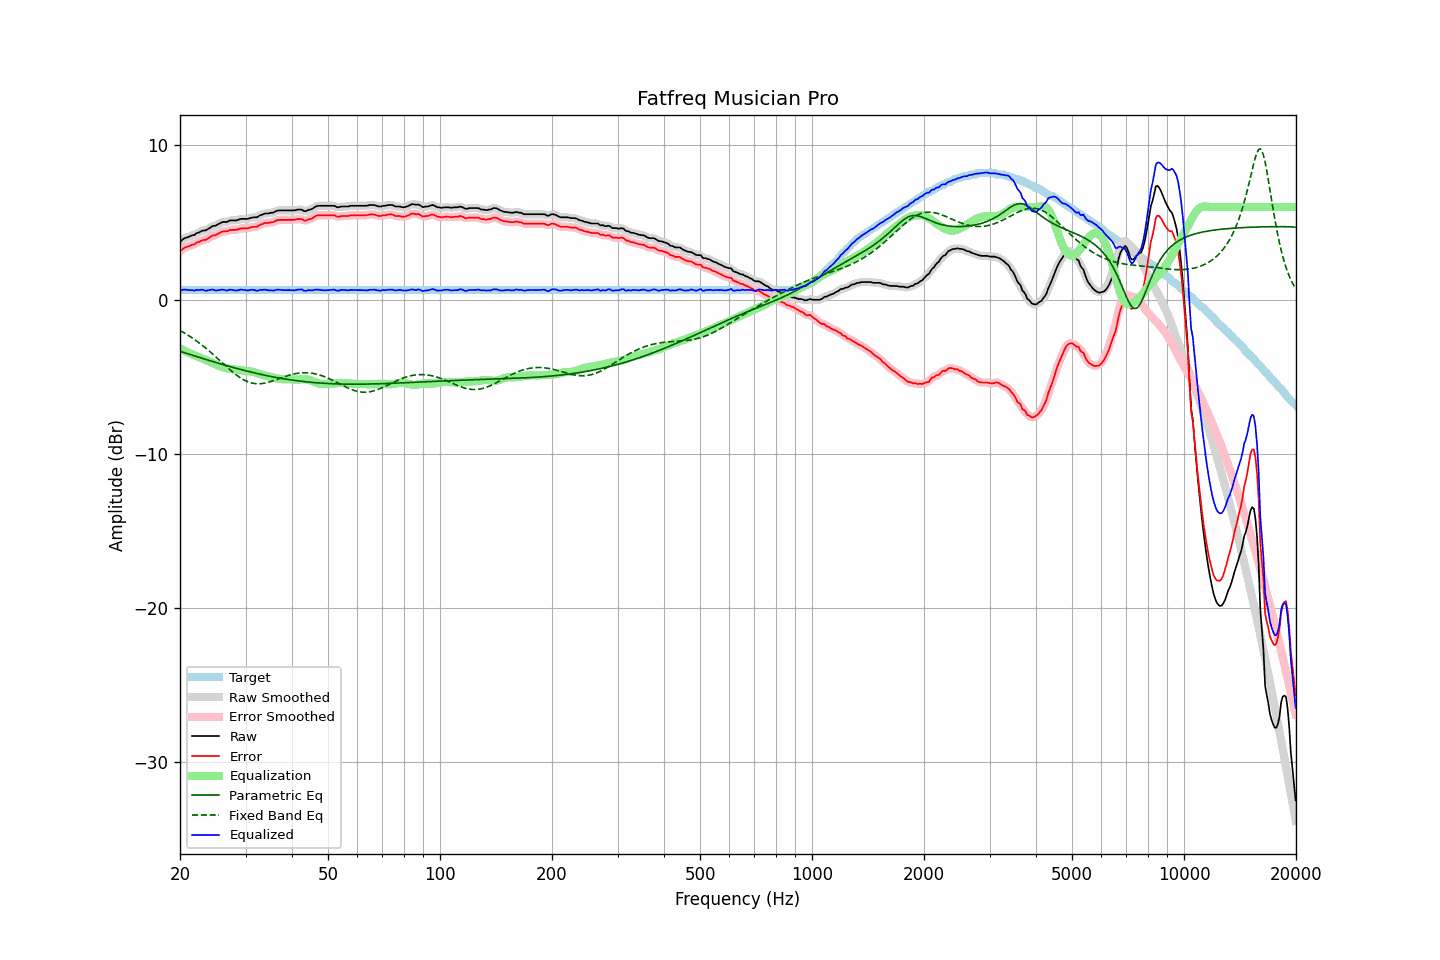 Fatfreq Musician Pro
Amplitude (dBr)
10
0
−10
−20
−30
Target
Raw Smoothed
Error Smoothed
Raw
Error
Equalization
Parametric Eq
Fixed Band Eq
Equalized
20 50 100 200 500 1000 2000 5000 10000 20000
Frequency (Hz)